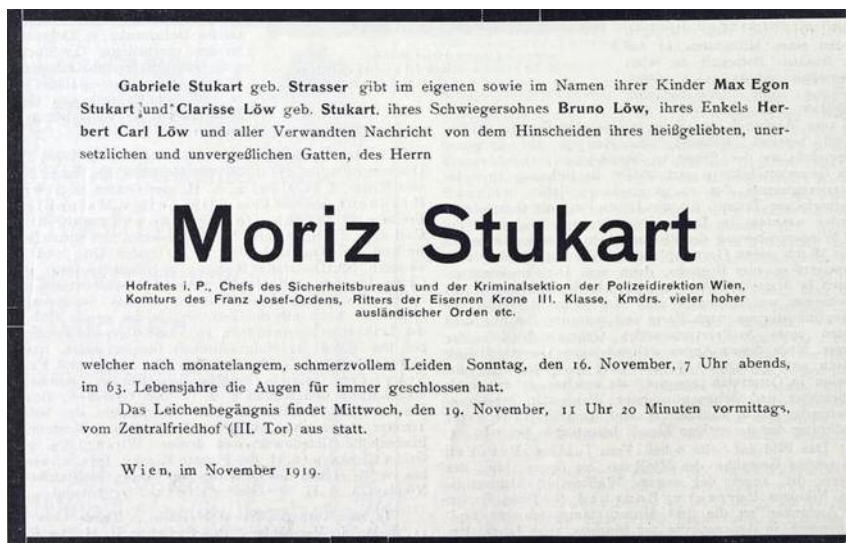 Gabriele Stukart geb. Strasser gibt im eigenen sowie im Namen ihrer Kinder Max Egon
Stukart und Clarisse Löw geb. Stukart. ihres Schwiegersohnes Bruno Löw, ihres Enkels Her-
bert Carl Löw und aller Verwandten Nachricht von dem Hinscheiden ihres heißgeliebten, uner-
setzlichen und unvergeßlichen Gatten, des Herrn
Moriz Stukart
Hofrates i. P., Chefs des Sicherheitsbureaus und der Kriminalsektion der Polizeidirektion Wien,
Komturs des Franz Josef-Ordens, Ritters der Eisernen Krone III. Klasse, Kmdrs. vieler hoher
ausländischer Orden etc.
welcher nach monatelangem, schmerzvollem Leiden Sonntag, den 16. November, 7 Uhr abends,
im 63. Lebensjahre die Augen für immer geschlossen hat.
Das Leichenbegängnis findet Mittwoch, den 19. November, 11 Uhr 20 Minuten vormittags,
vom Zentralfriedhof (III. Tor) aus statt.
Wien, im November 1919.